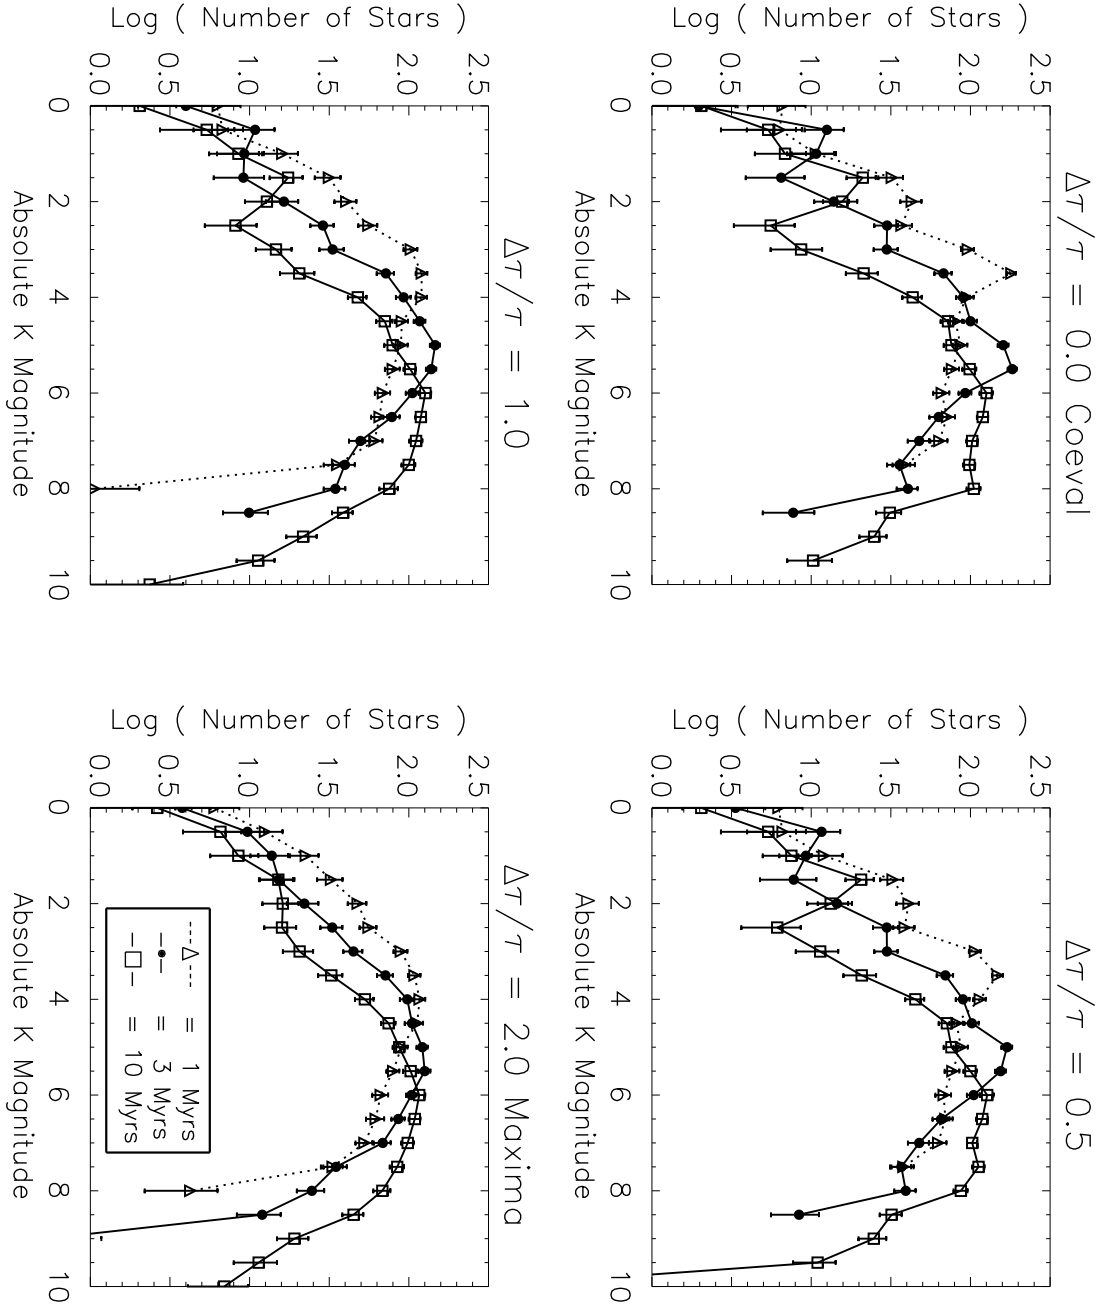 Δτ/τ = 0.0 Coeval
Log ( Number of Stars )
2.5
2.0
1.5
1.0
0.5
0.0
0 2 4 6 8 10
Absolute K Magnitude
Δτ/τ = 0.5
Log ( Number of Stars )
2.5
2.0
1.5
1.0
0.5
0.0
0 2 4 6 8 10
Absolute K Magnitude
Δτ/τ = 1.0
Log ( Number of Stars )
2.5
2.0
1.5
1.0
0.5
0.0
0 2 4 6 8 10
Absolute K Magnitude
Δτ/τ = 2.0 Maxima
Log ( Number of Stars )
2.5
2.0
1.5
1.0
0.5
0.0
0 2 4 6 8 10
Absolute K Magnitude
= 1 Myrs
= 3 Myrs
= 10 Myrs